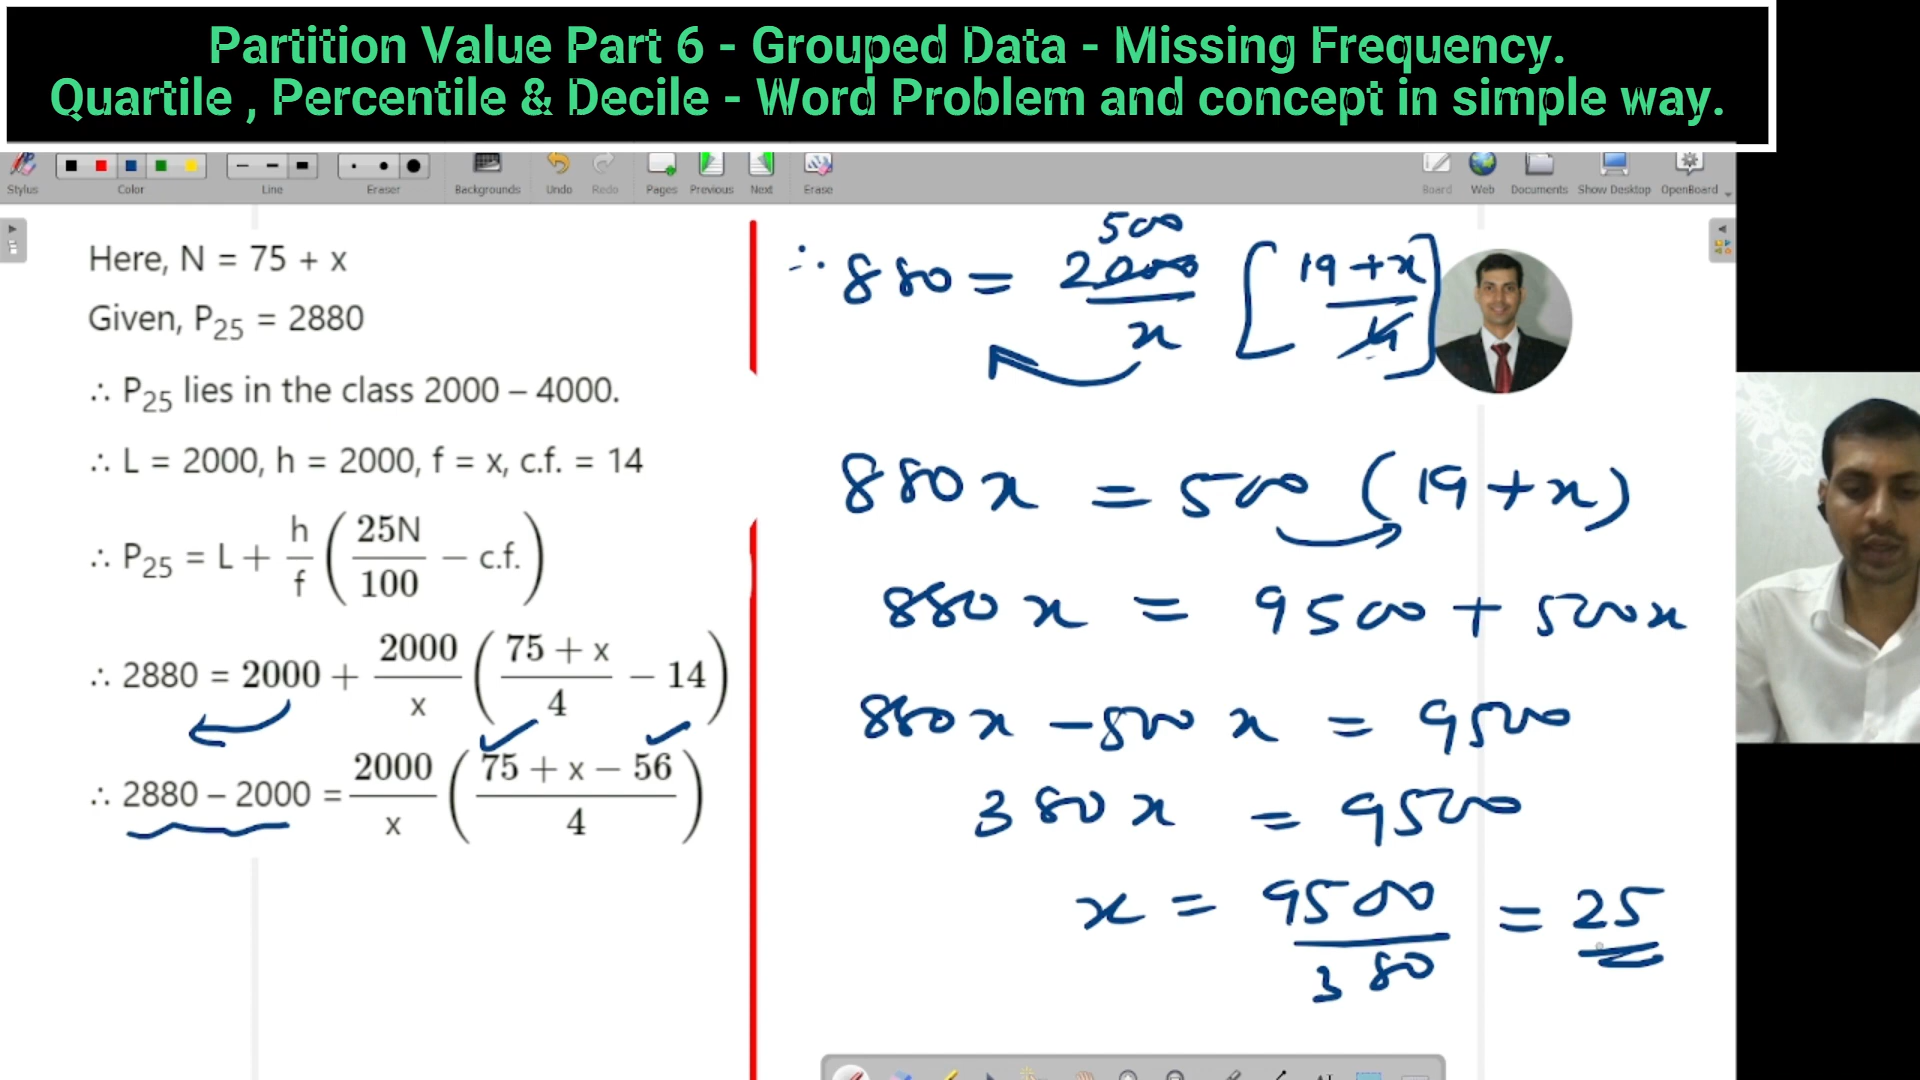 Partition Value Part 6 - Grouped Data - Missing Frequency.
Quartile , Percentile & Decile - Word Problem and concept in simple way.
Stylus Color Line Eraser Backgrounds Undo Redo Pages Previous Next Erase Board Web Documents Show Desktop OpenBoard
Here, N = 75 + x
Given, P25 = 2880
∴ P25 lies in the class 2000 – 4000.
∴ L = 2000, h = 2000, f = x, c.f. = 14
∴ P25 = L + h/f (25N/100 − c.f.)
∴ 2880 = 2000 + 2000/x (75 + x/4 − 14)
∴ 2880 – 2000 = 2000/x (75 + x − 56/4)
500
∴ 880 = 2000/x [19 + x/4]
880x = 500 (19 + x)
880x = 9500 + 500x
880x − 500x = 9500
380x = 9500
x = 9500/380 = 25